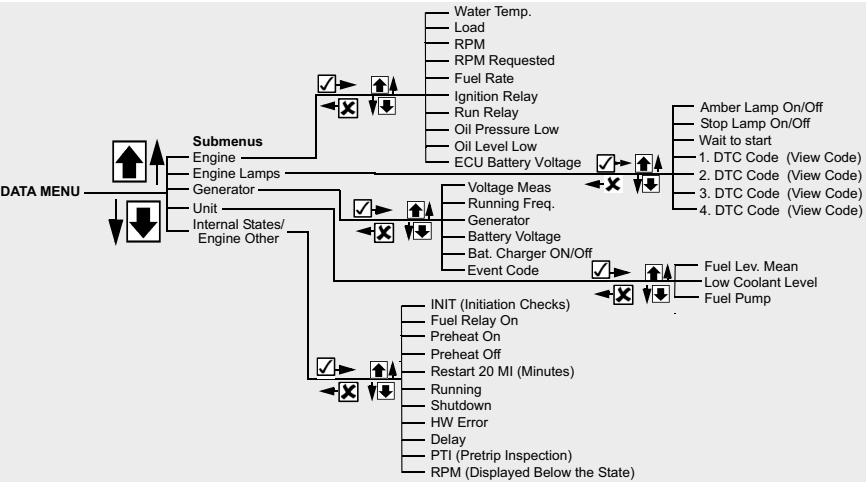 DATA MENU
Submenus
Engine
Engine Lamps
Generator
Unit
Internal States/
Engine Other
Water Temp.
Load
RPM
RPM Requested
Fuel Rate
Ignition Relay
Run Relay
Oil Pressure Low
Oil Level Low
ECU Battery Voltage
Amber Lamp On/Off
Stop Lamp On/Off
Wait to start
1. DTC Code (View Code)
2. DTC Code (View Code)
3. DTC Code (View Code)
4. DTC Code (View Code)
Voltage Meas
Running Freq.
Generator
Battery Voltage
Bat. Charger ON/Off
Event Code
Fuel Lev. Mean
Low Coolant Level
Fuel Pump
INIT (Initiation Checks)
Fuel Relay On
Preheat On
Preheat Off
Restart 20 MI (Minutes)
Running
Shutdown
HW Error
Delay
PTI (Pretrip Inspection)
RPM (Displayed Below the State)